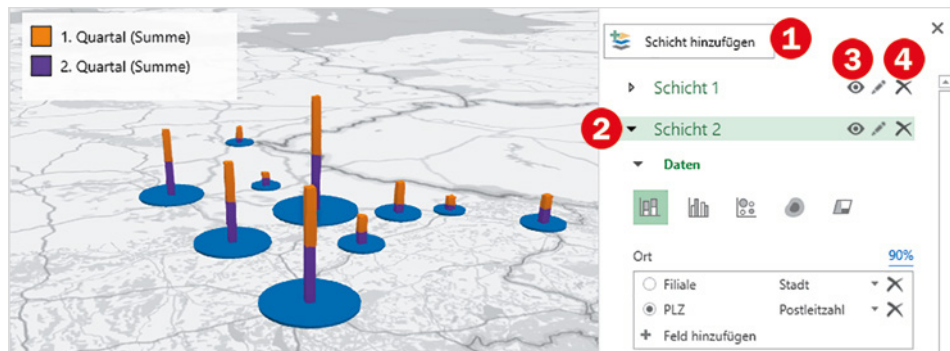 1. Quartal (Summe)
2. Quartal (Summe)
Schicht hinzufügen 1
3 4
Schicht 1
2 Schicht 2
Daten
Ort 90%
Filiale Stadt
PLZ Postleitzahl
+ Feld hinzufügen